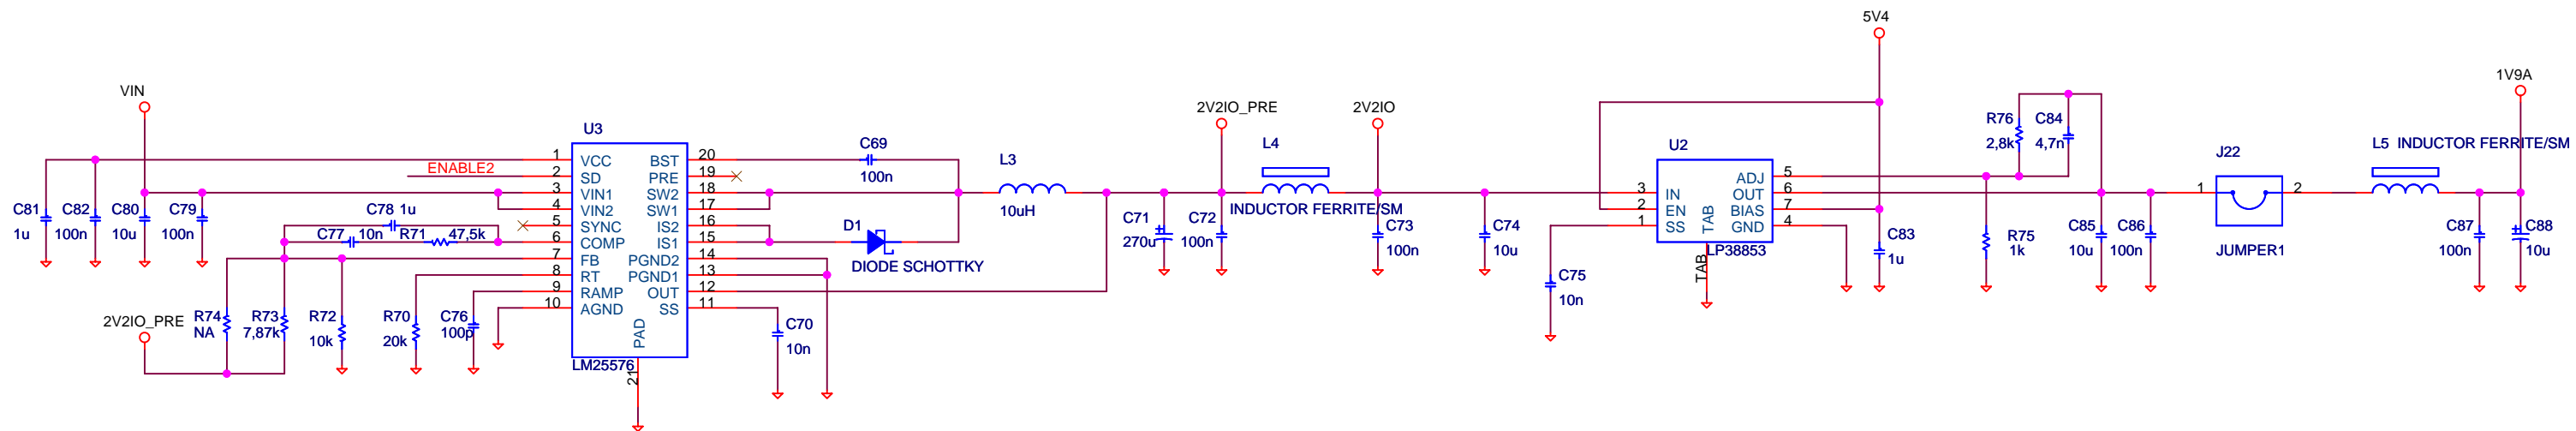 5V4
VIN
2V2IO_PRE
2V2IO
1V9A
U3
C69
100n
L3
10uH
L4
INDUCTOR FERRITE/SM
U2
R76
2,8k
C84
4,7n
J22
L5 INDUCTOR FERRITE/SM
ENABLE2
1 VCC
2 SD
3 VIN1
4 VIN2
5 SYNC
6 COMP
7 FB
8 RT
9 RAMP
10 AGND
BST 20
PRE 19
SW2 18
SW1 17
IS2 16
IS1 15
PGND2 14
PGND1 13
OUT 12
SS 11
PAD
21
LM25576
C81
1u
C82
100n
C80
10u
C79
100n
C78 1u
C77 10n
R71 47,5k
D1
DIODE SCHOTTKY
2V2IO_PRE
R74
NA
R73
7,87k
R72
10k
R70
20k
C76
100p
C70
10n
C71
270u
C72
100n
C73
100n
C74
10u
C75
10n
3 IN
2 EN
1 SS
TAB
TAB
ADJ 5
OUT 6
BIAS 7
GND 4
LP38853
C83
1u
R75
1k
C85
10u
C86
100n
1
2
JUMPER1
C87
100n
C88
10u